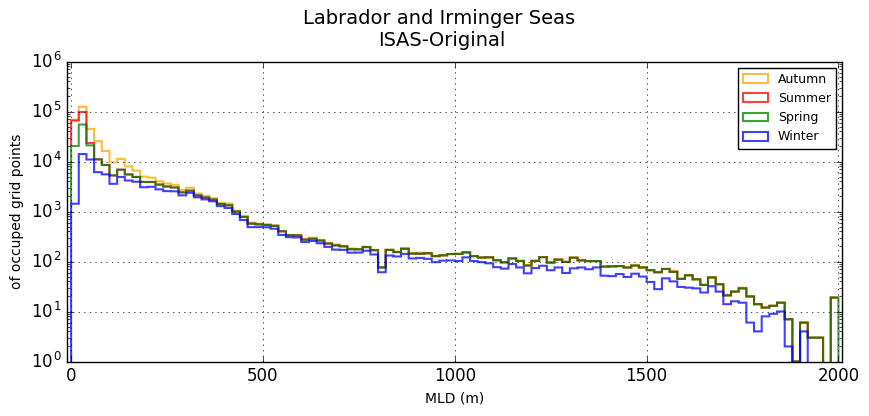 Labrador and Irminger Seas
ISAS-Original
10^6
10^5
10^4
10^3
10^2
10^1
10^0
of occuped grid points
0 500 1000 1500 2000
MLD (m)
Autumn
Summer
Spring
Winter